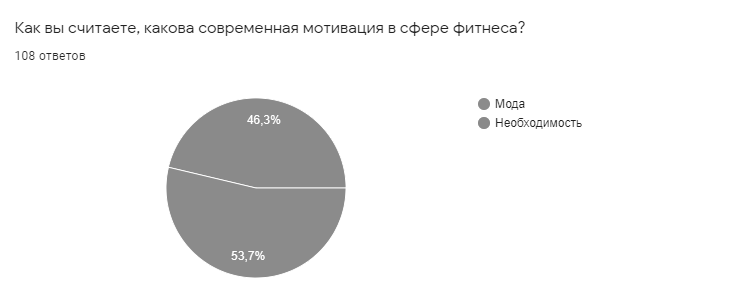 Как вы считаете, какова современная мотивация в сфере фитнеса?
108 ответов
46,3%
53,7%
Мода
Необходимость